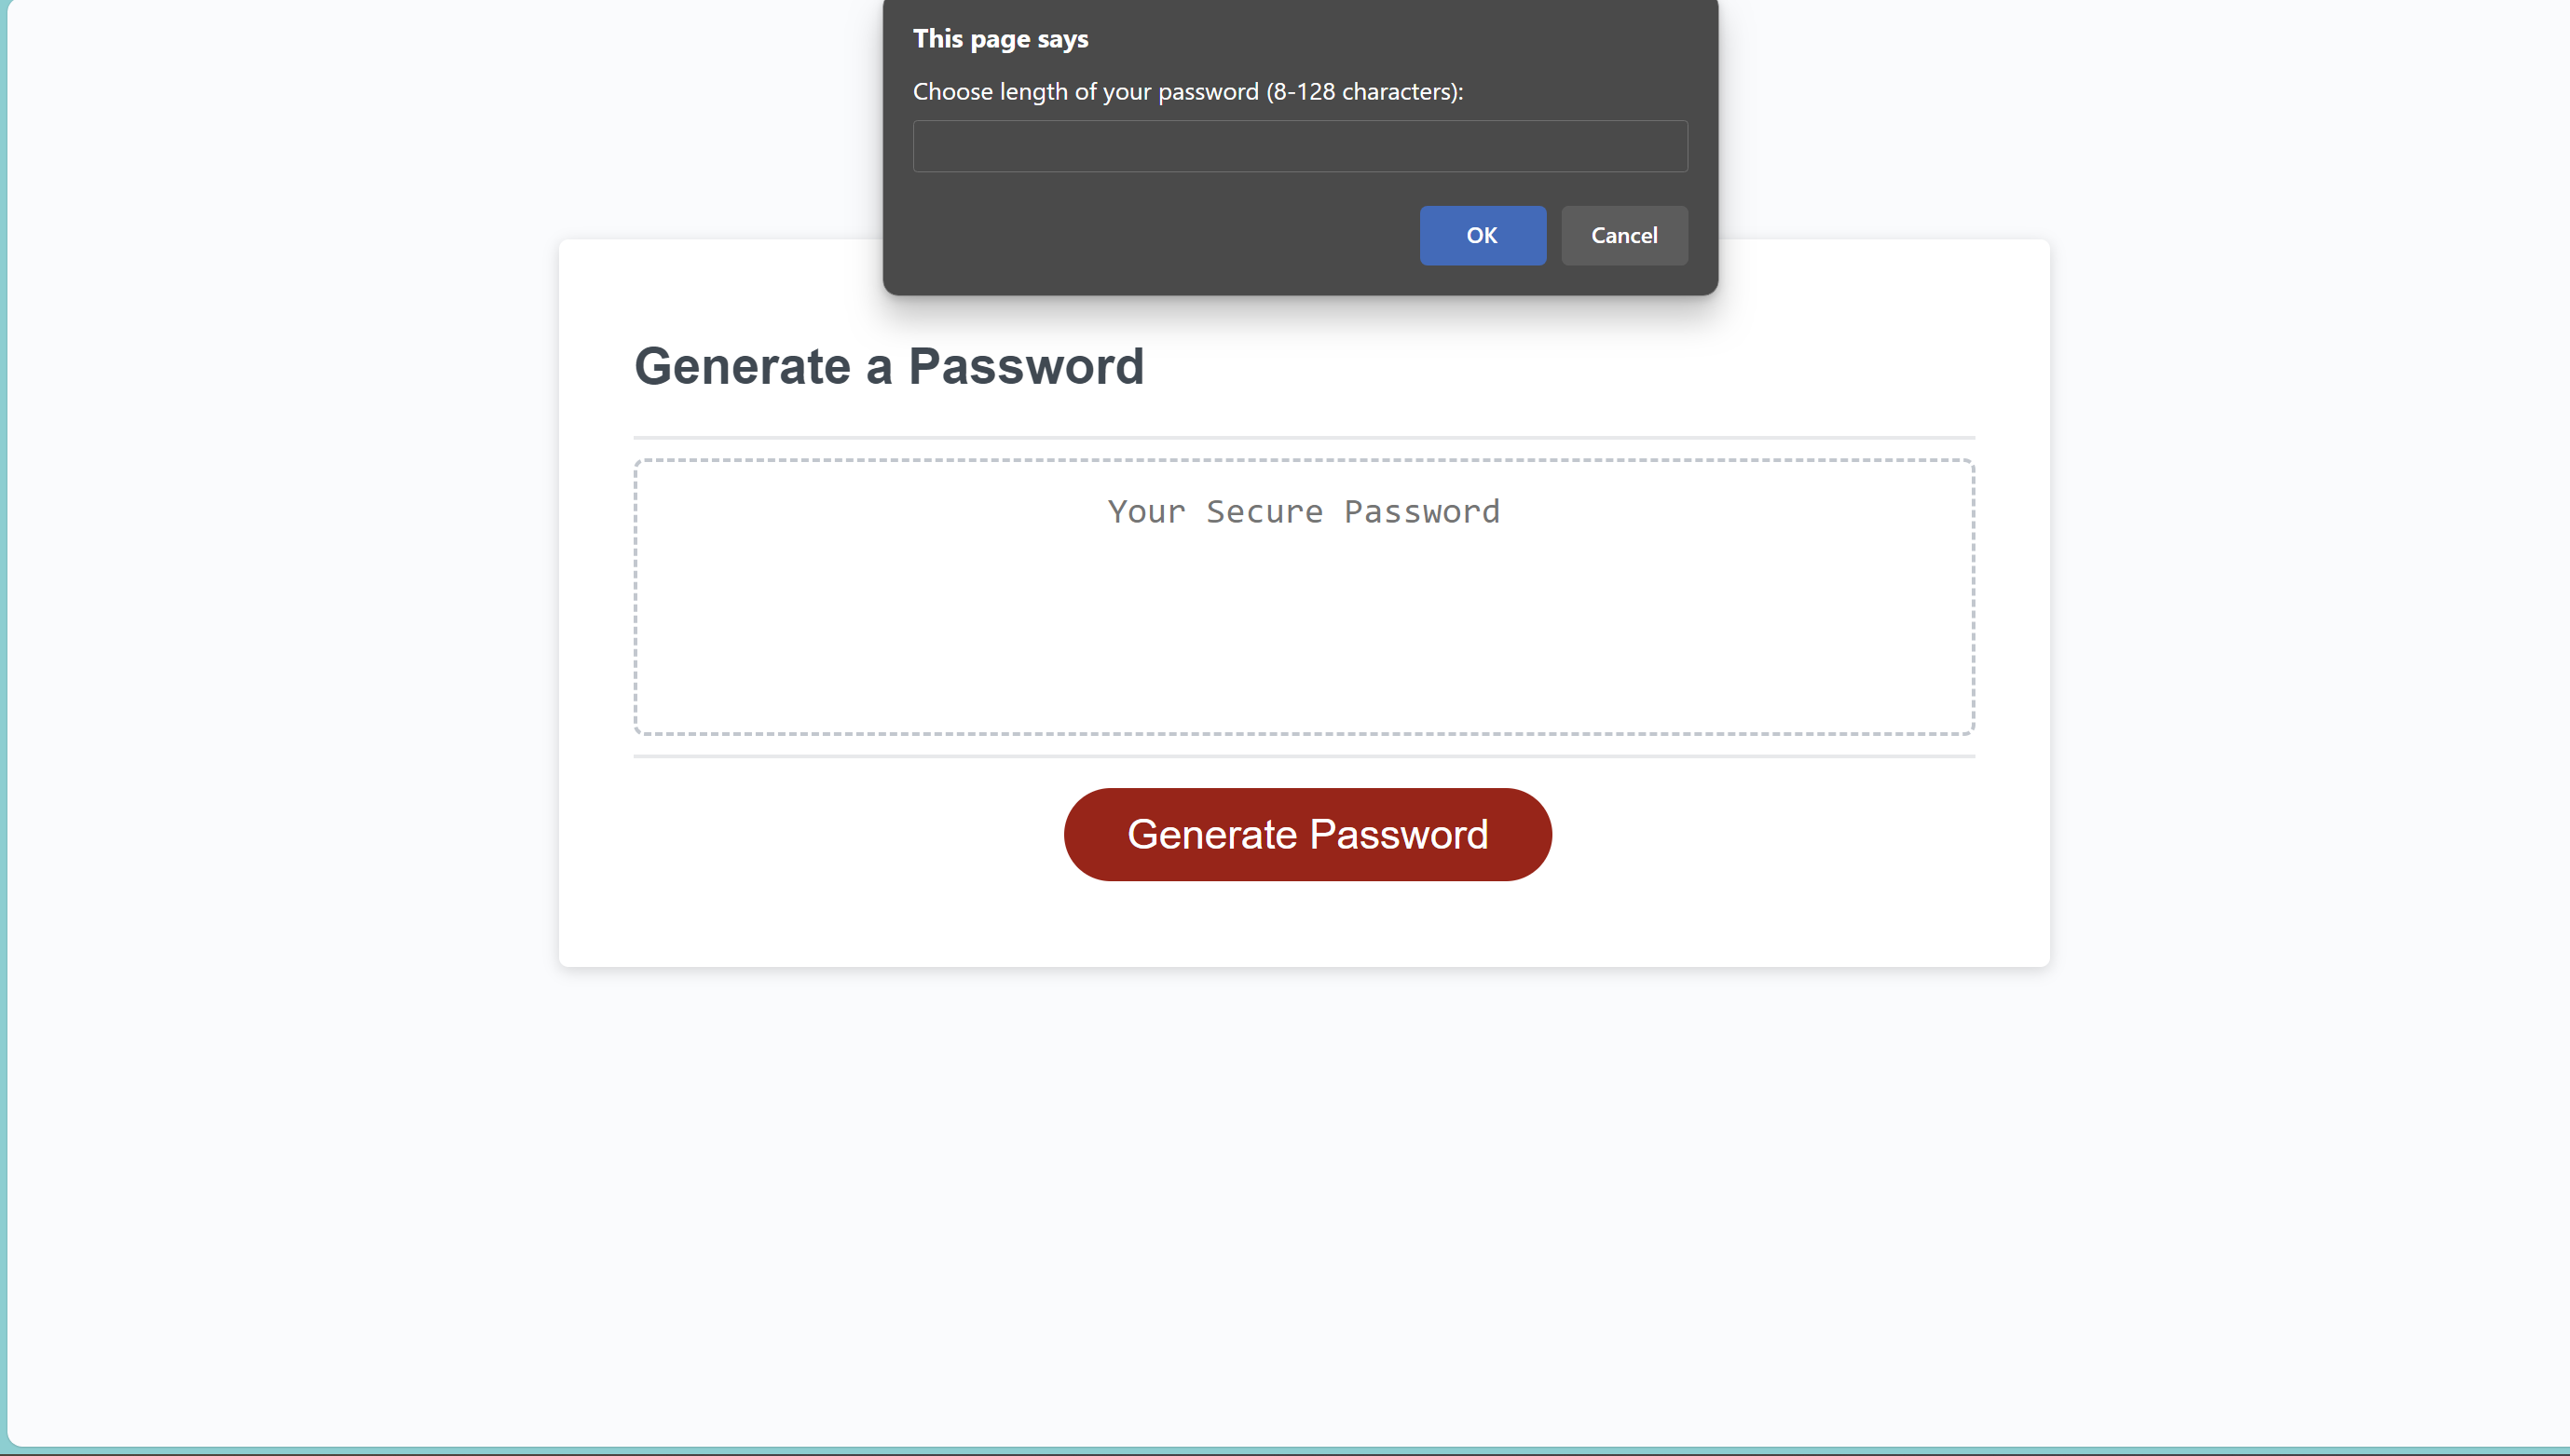 This page says
Choose length of your password (8-128 characters):
OK Cancel
Generate a Password
Your Secure Password
Generate Password